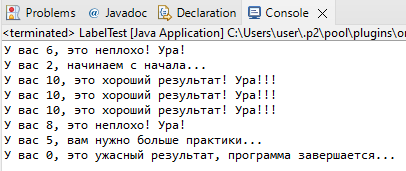 Problems @ Javadoc Declaration Console
<terminated> LabelTest [Java Application] C:\Users\user\.p2\pool\plugins\or
У вас 6, это неплохо! Ура!
У вас 2, начинаем с начала...
У вас 10, это хороший результат! Ура!!!
У вас 10, это хороший результат! Ура!!!
У вас 10, это хороший результат! Ура!!!
У вас 8, это неплохо! Ура!
У вас 5, вам нужно больше практики...
У вас 0, это ужасный результат, программа завершается...